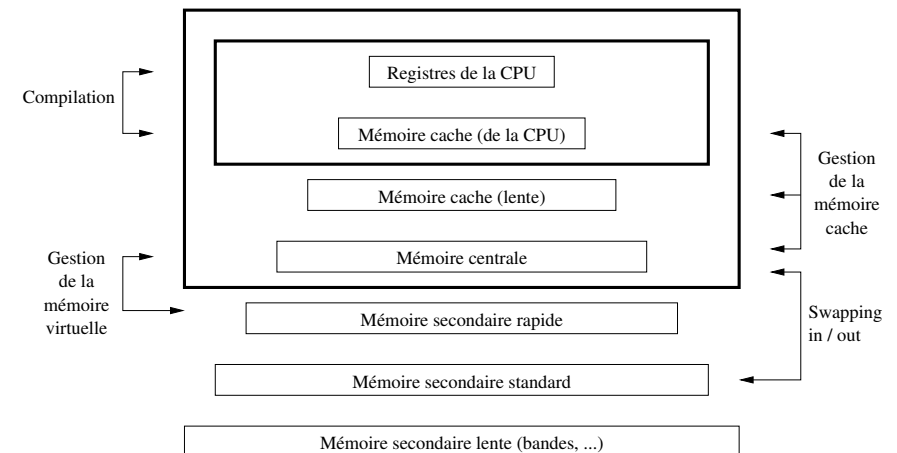 Registres de la CPU
Compilation
Mémoire cache (de la CPU)
Gestion
de la
mémoire
cache
Mémoire cache (lente)
Mémoire centrale
Gestion
de la
mémoire
virtuelle
Mémoire secondaire rapide
Swapping
in / out
Mémoire secondaire standard
Mémoire secondaire lente (bandes, ...)